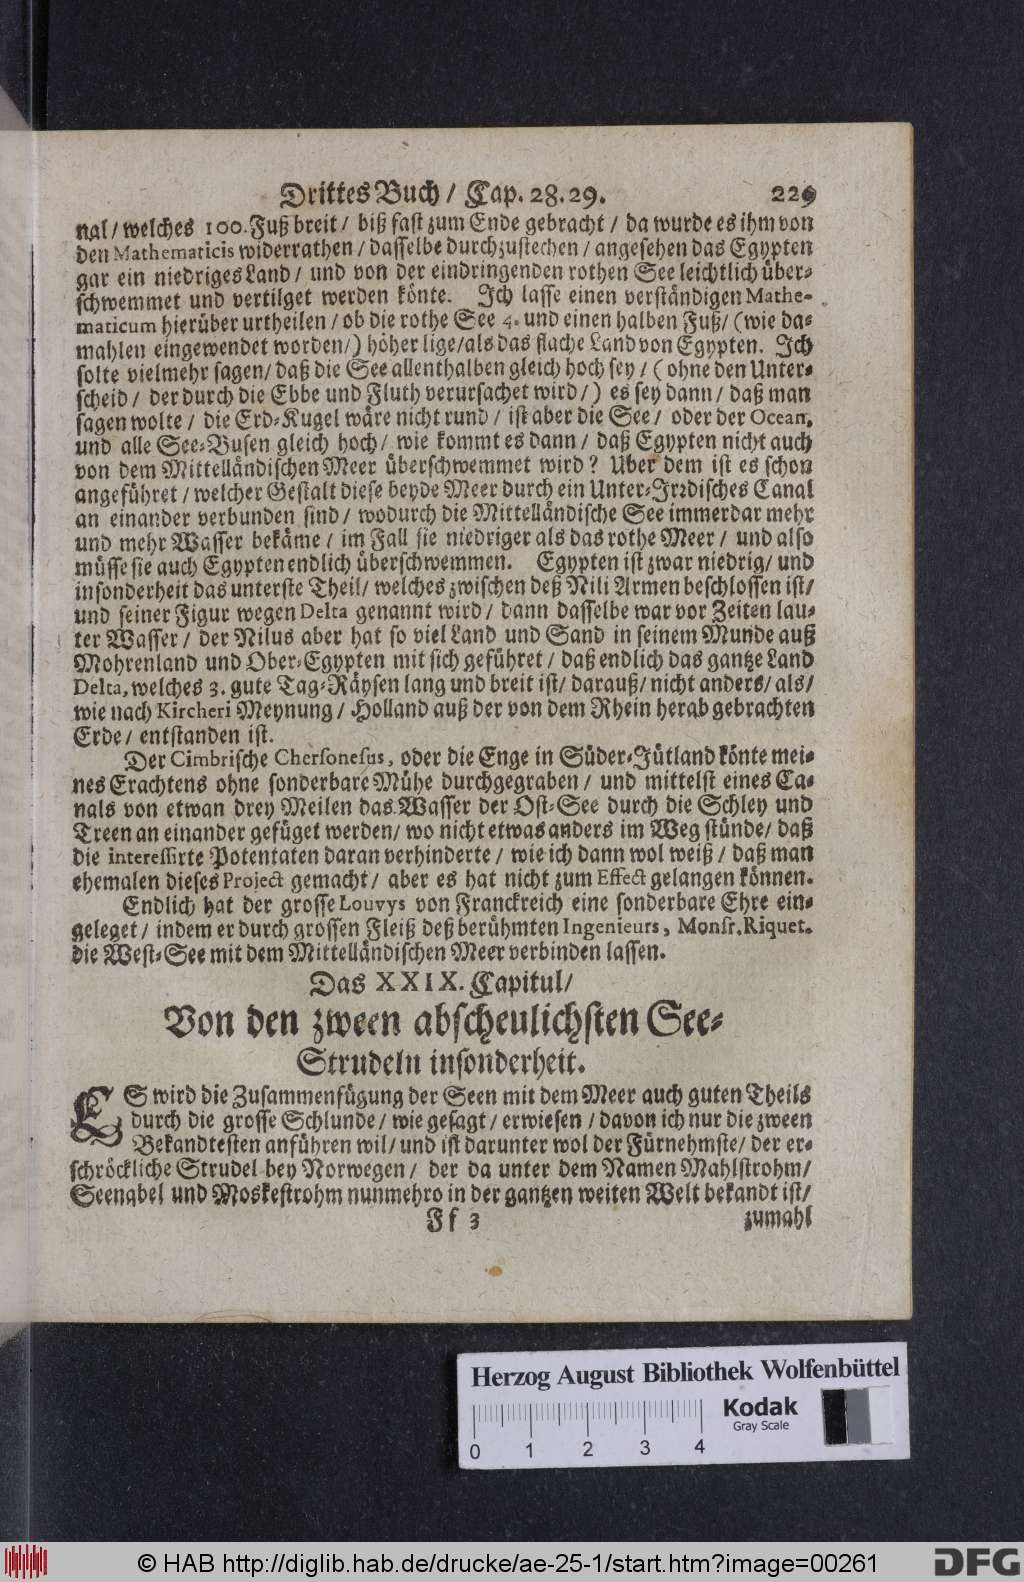 Drittes Buch / Cap. 28. 29. 229
nal / welches 100. Fuß breit / biß fast zum Ende gebracht / da wurde es ihm von
den Mathematicis widerrathen / dasselbe durchzustechen / angesehen das Egypten
gar ein niedriges Land / und von der eindringenden rothen See leichtlich über-
schwemmet und vertilget werden könte. Ich lasse einen verständigen Mathe-
maticum hierüber urtheilen / ob die rothe See 4. und einen halben Fuß / (wie da-
mahlen eingewendet worden /) höher lige / als das flache Land von Egypten. Ich
solte vielmehr sagen / daß die See allenthalben gleich hoch sey / ( ohne den Unter-
scheid / der durch die Ebbe und Fluth verursachet wird /) es sey dann / daß man
sagen wolte / die Erd-Kugel wäre nicht rund / ist aber die See / oder der Ocean,
und alle See-Busen gleich hoch / wie kommt es dann / daß Egypten nicht auch
von dem Mittelländischen Meer überschwemmet wird? Uber dem ist es schon
angeführet / welcher Gestalt diese beyde Meer durch ein Unter-Irrdisches Canal
an einander verbunden sind / wodurch die Mittelländische See immerdar mehr
und mehr Wasser bekäme / im Fall sie niedriger als das rothe Meer / und also
müsse sie auch Egypten endlich überschwemmen. Egypten ist zwar niedrig / und
insonderheit das unterste Theil / welches zwischen deß Nili Armen beschlossen ist /
und seiner Figur wegen Delta genannt wird / dann dasselbe war vor Zeiten lau-
ter Wasser / der Nilus aber hat so viel Land und Sand in seinem Munde auß
Mohrenland und Ober-Egypten mit sich geführet / daß endlich das gantze Land
Delta, welches 3. gute Tag-Räysen lang und breit ist / darauß / nicht anders / als /
wie nach Kircheri Meynung / Holland auß der von dem Rhein herab gebrachten
Erde / entstanden ist.
Der Cimbrische Chersonesus, oder die Enge in Süder-Jütland könte mei-
nes Erachtens ohne sonderbare Mühe durchgegraben / und mittelst eines Ca-
nals von etwan drey Meilen das Wasser der Ost-See durch die Schley und
Treen an einander gefüget werden / wo nicht etwas anders im Weg stünde / daß
die interessirte Potentaten daran verhinderte / wie ich dann wol weiß / daß man
ehemalen dieses Project gemacht / aber es hat nicht zum Effect gelangen können.
Endlich hat der grosse Louvys von Franckreich eine sonderbare Ehre ein-
geleget / indem er durch grossen Fleiß deß berühmten Ingenieurs, Monsr. Riquet.
die West-See mit dem Mittelländischen Meer verbinden lassen.
Das XXIX. Capitul /
Von den zween abscheulichsten See-
Strudeln insonderheit.
ES wird die Zusammenfügung der Seen mit dem Meer auch guten Theils
durch die grosse Schlunde / wie gesagt / erwiesen / davon ich nur die zween
Bekandtesten anführen wil / und ist darunter wol der Fürnehmste / der er-
schröckliche Strudel bey Norwegen / der da unter dem Namen Mahlstrohm /
Seenabel und Moskestrohm nunmehro in der gantzen weiten Welt bekandt ist /
Ff 3 zumahl
Herzog August Bibliothek Wolfenbüttel
Kodak
Gray Scale
0 1 2 3 4
© HAB http://diglib.hab.de/drucke/ae-25-1/start.htm?image=00261
DFG